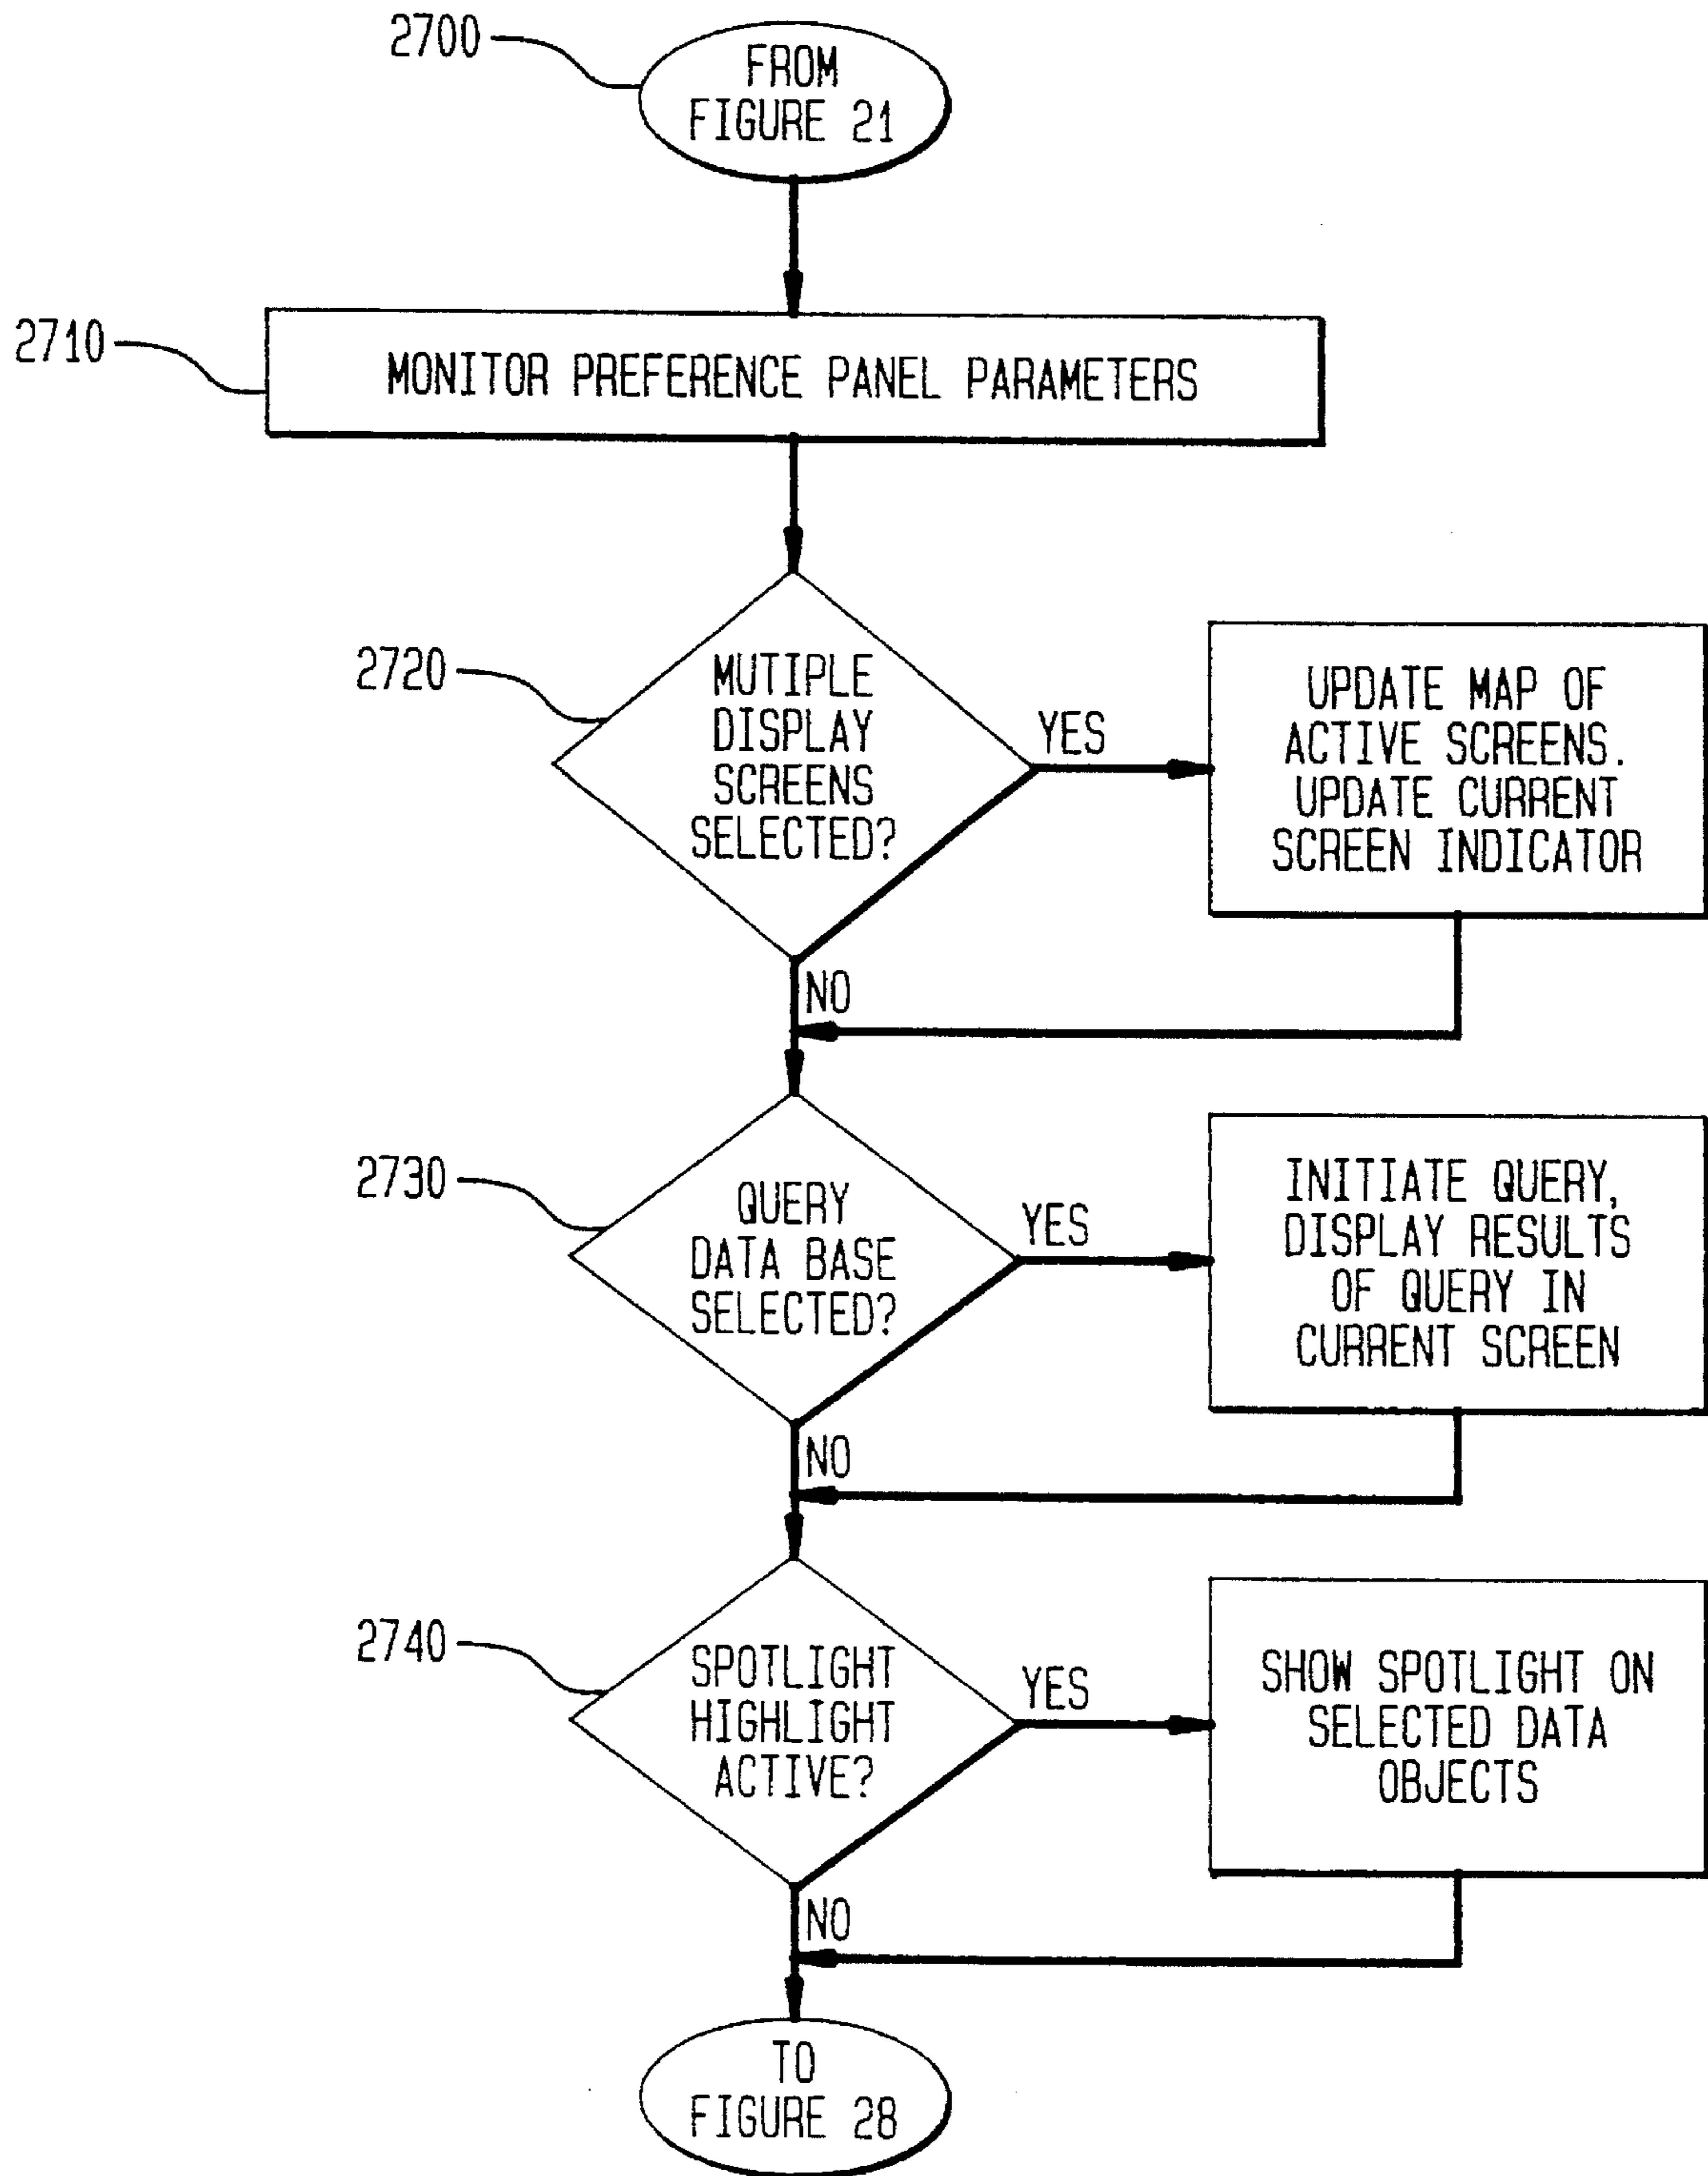 2700
FROM
FIGURE 21
2710
MONITOR PREFERENCE PANEL PARAMETERS
2720
MUTIPLE
DISPLAY
SCREENS
SELECTED?
YES
UPDATE MAP OF
ACTIVE SCREENS.
UPDATE CURRENT
SCREEN INDICATOR
NO
2730
QUERY
DATA BASE
SELECTED?
YES
INITIATE QUERY,
DISPLAY RESULTS
OF QUERY IN
CURRENT SCREEN
NO
2740
SPOTLIGHT
HIGHLIGHT
ACTIVE?
YES
SHOW SPOTLIGHT ON
SELECTED DATA
OBJECTS
NO
TO
FIGURE 28